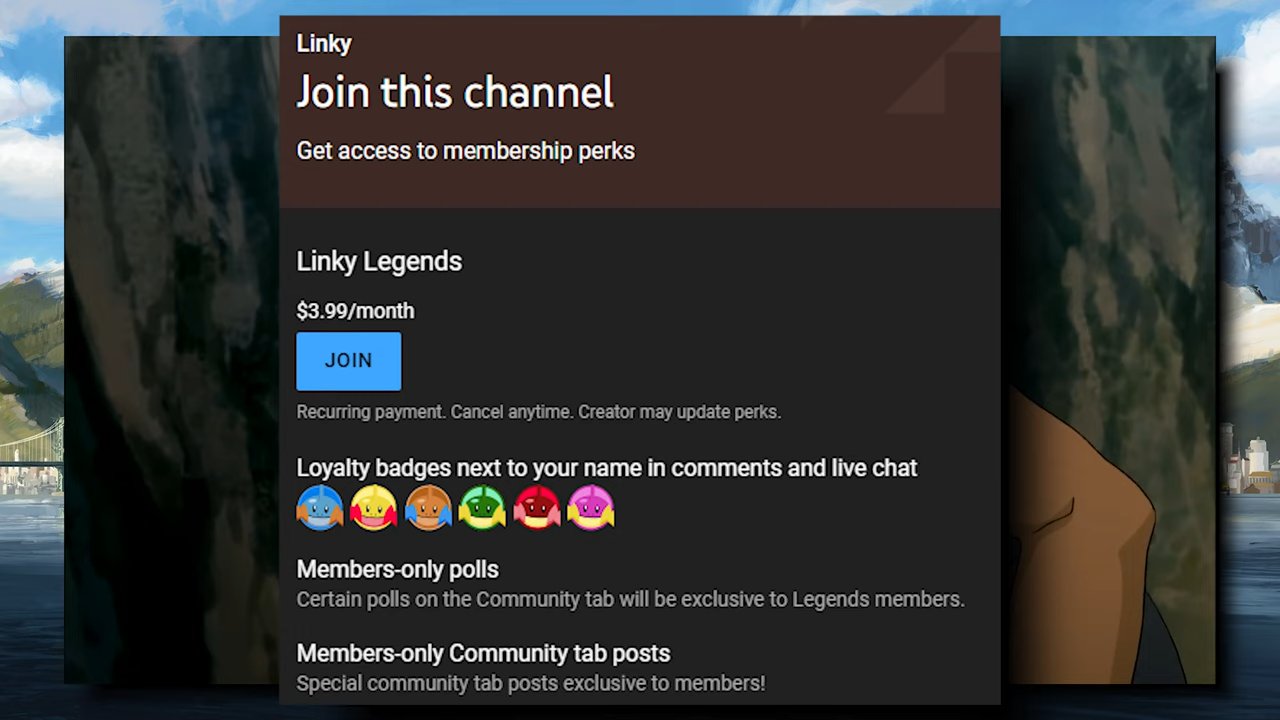 Linky
Join this channel
Get access to membership perks
Linky Legends
$3.99/month
JOIN
Recurring payment. Cancel anytime. Creator may update perks.
Loyalty badges next to your name in comments and live chat
Members-only polls
Certain polls on the Community tab will be exclusive to Legends members.
Members-only Community tab posts
Special community tab posts exclusive to members!